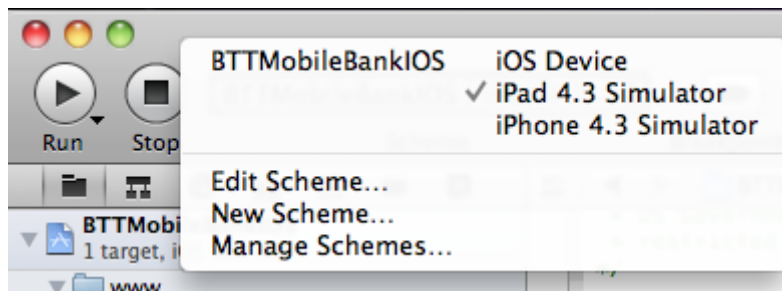 BTTMobileBankIOS iOS Device
✓ iPad 4.3 Simulator
iPhone 4.3 Simulator
Run Stop
Edit Scheme...
New Scheme...
Manage Schemes...
BTTMobi
1 target, i
www